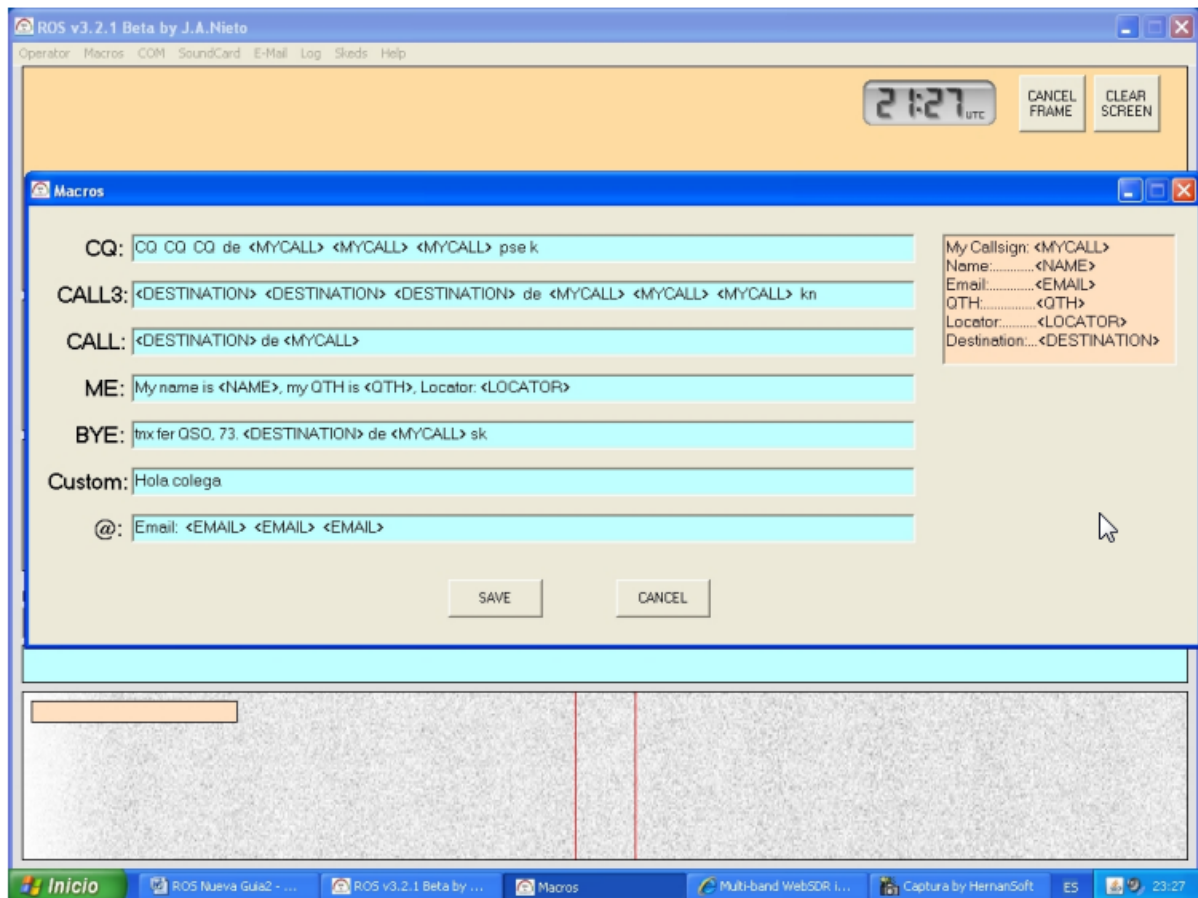 ROS v3.2.1 Beta by J.A.Nieto
Operator Macros COM SoundCard E-Mail Log Skeds Help
21:27 UTC
CANCEL FRAME
CLEAR SCREEN
Macros
CQ: CQ CQ CQ de <MYCALL> <MYCALL> <MYCALL> pse k
CALL3: <DESTINATION> <DESTINATION> <DESTINATION> de <MYCALL> <MYCALL> <MYCALL> kn
CALL: <DESTINATION> de <MYCALL>
ME: My name is <NAME>, my QTH is <QTH>, Locator: <LOCATOR>
BYE: tnx fer QSO, 73. <DESTINATION> de <MYCALL> sk
Custom: Hola colega
@: Email: <EMAIL> <EMAIL> <EMAIL>
My Callsign: <MYCALL>
Name:............<NAME>
Email:.............<EMAIL>
QTH:...............<QTH>
Locator:..........<LOCATOR>
Destination:...<DESTINATION>
SAVE CANCEL
Inicio ROS Nueva Guia2 - ... ROS v3.2.1 Beta by ... Macros Multi-band WebSDR i... Captura by HernanSoft ES 23:27